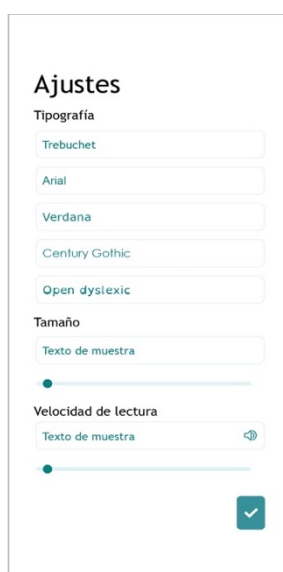 Ajustes
Tipografía
Trebuchet
Arial
Verdana
Century Gothic
Open dyslexic
Tamaño
Texto de muestra
Velocidad de lectura
Texto de muestra